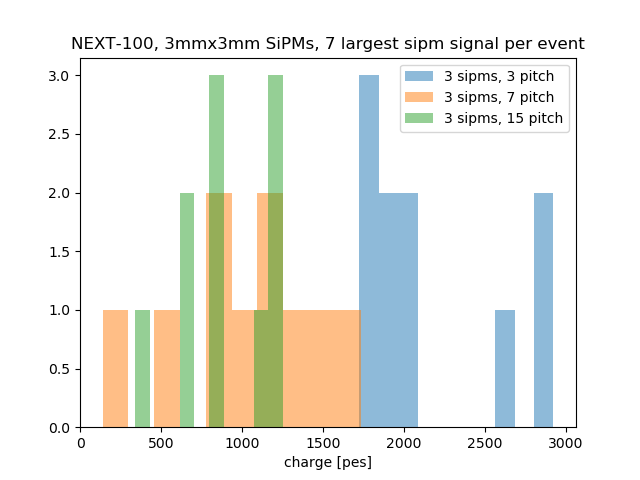 NEXT-100, 3mmx3mm SiPMs, 7 largest sipm signal per event
3 sipms, 3 pitch
3 sipms, 7 pitch
3 sipms, 15 pitch
3.0
2.5
2.0
1.5
1.0
0.5
0.0
0 500 1000 1500 2000 2500 3000
charge [pes]